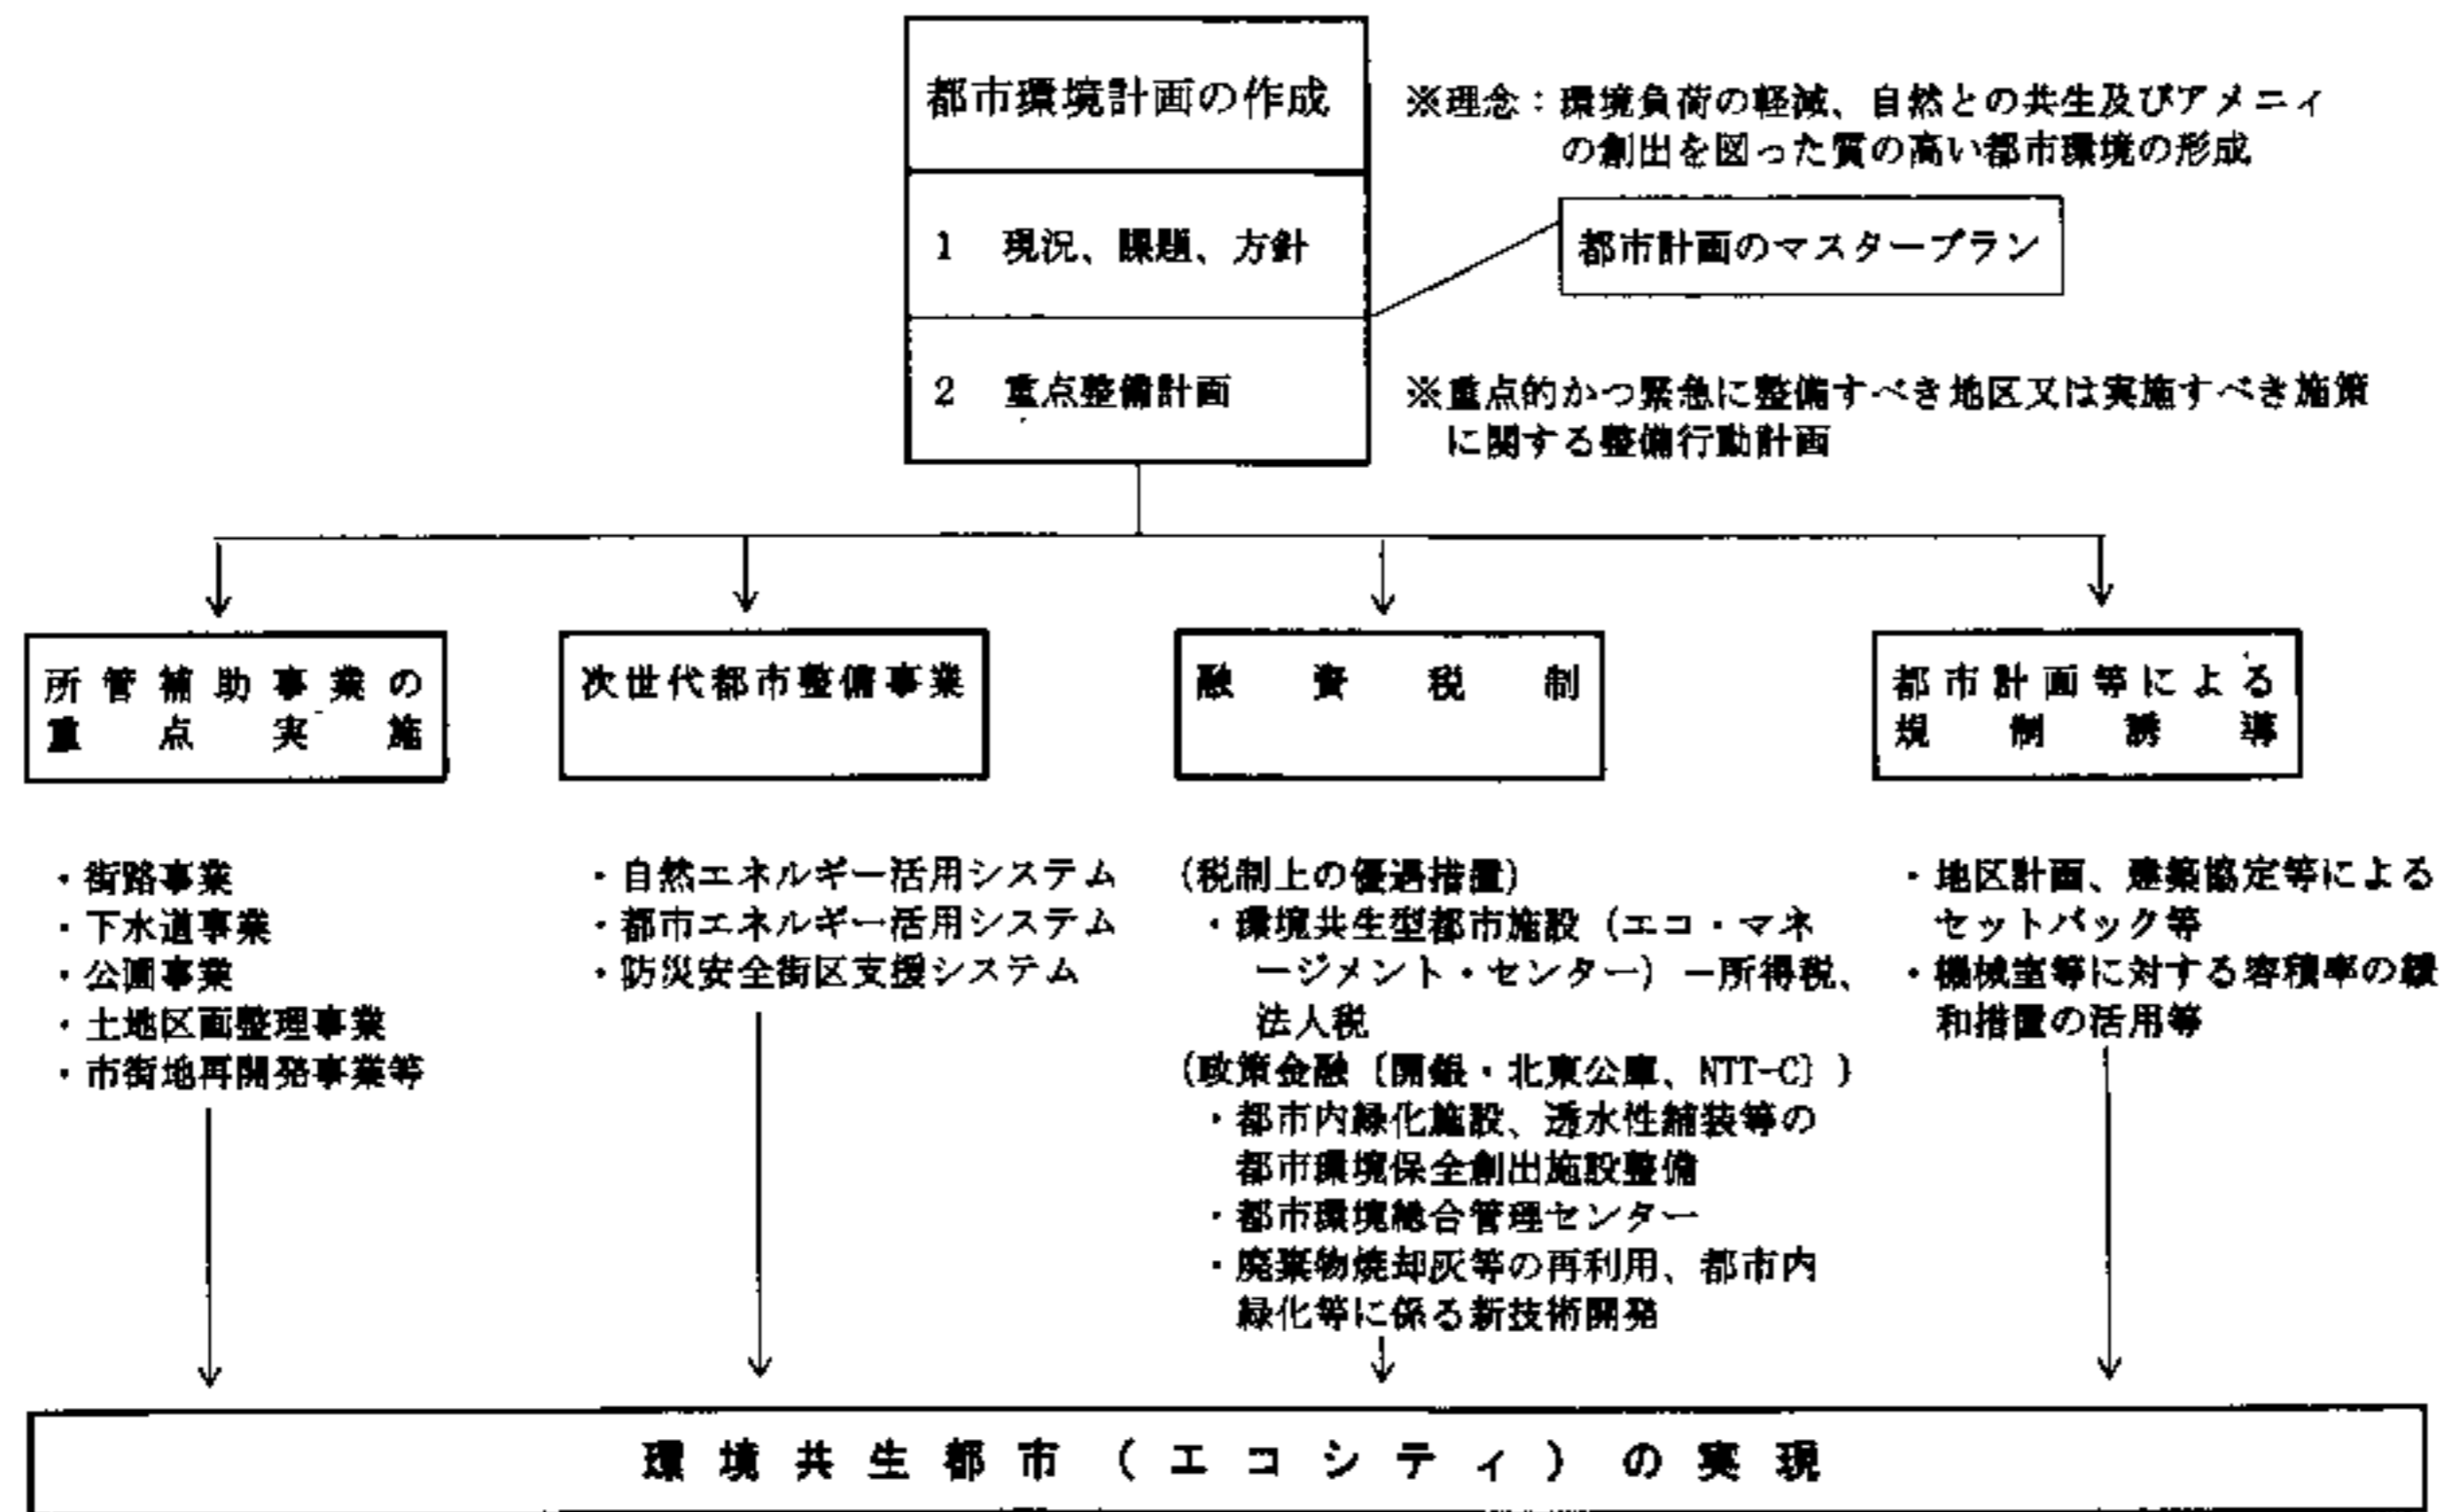 都市環境計画の作成
※理念：環境負荷の軽減、自然との共生及びアメニィ
の創出を図った質の高い都市環境の形成
1 現況、課題、方針
都市計画のマスタープラン
2 重点整備計画
※重点的かつ緊急に整備すべき地区又は実施すべき施策
に関する整備行動計画
所管補助事業の
重点実施
次世代都市整備事業
融資税制
都市計画等による
規制誘導
・街路事業
・下水道事業
・公園事業
・土地区画整理事業
・市街地再開発事業等
・自然エネルギー活用システム
・都市エネルギー活用システム
・防災安全街区支援システム
(税制上の優遇措置)
・環境共生型都市施設（エコ・マネ
ージメント・センター）－所得税、
法人税
(政策金融〔開銀・北東公庫、NTT-C〕)
・都市内緑化施設、透水性舗装等の
都市環境保全創出施設整備
・都市環境総合管理センター
・廃棄物焼却灰等の再利用、都市内
緑化等に係る新技術開発
・地区計画、建築協定等による
セットバック等
・機械室等に対する容積率の緩
和措置の活用等
環境共生都市（エコシティ）の実現